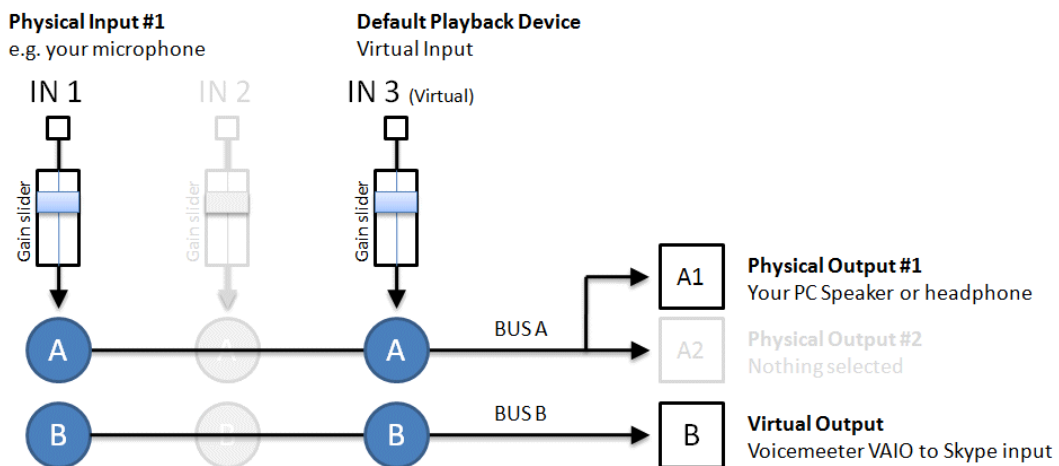 Physical Input #1
e.g. your microphone
Default Playback Device
Virtual Input
IN 1
IN 2
IN 3 (Virtual)
Gain slider
Gain slider
Gain slider
A
A
A
BUS A
A1
Physical Output #1
Your PC Speaker or headphone
A2
Physical Output #2
Nothing selected
B
B
B
BUS B
B
Virtual Output
Voicemeeter VAIO to Skype input